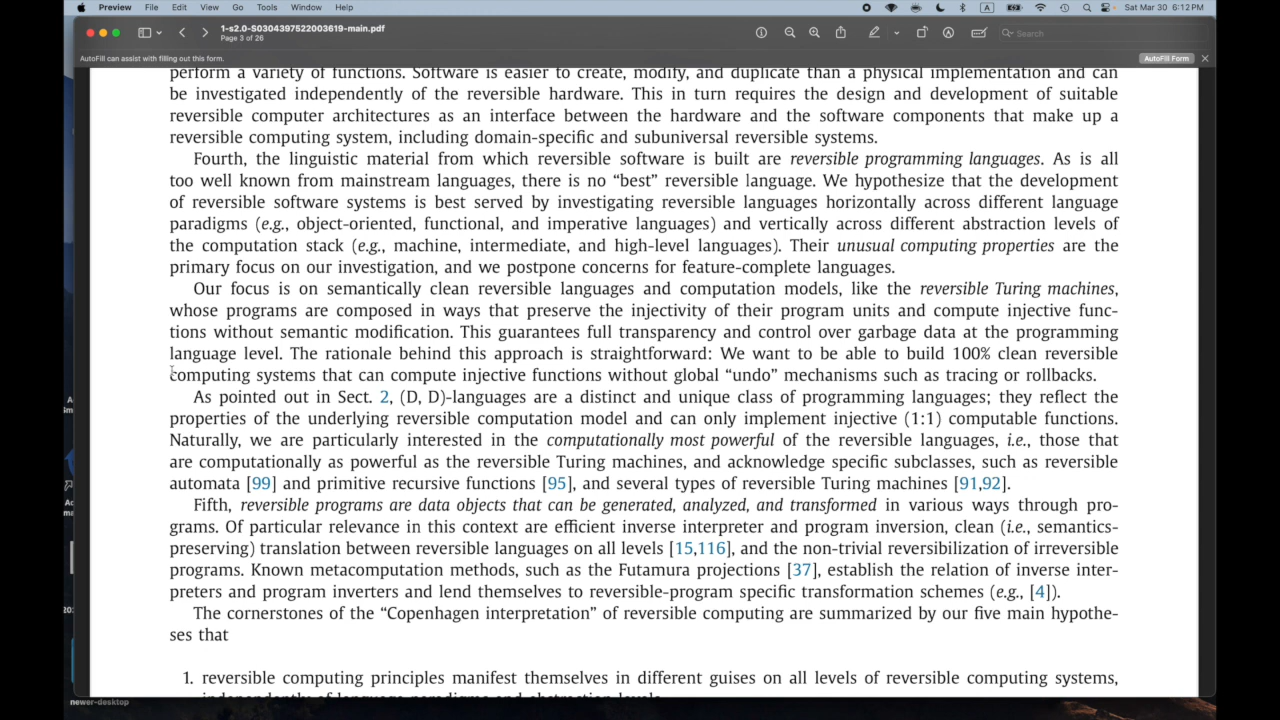 Preview File Edit View Go Tools Window Help A Sat Mar 30 6:12 PM
1-s2.0-S0304397522003619-main.pdf
Page 3 of 26
Search
AutoFill can assist with filling out this form.
AutoFill Form
perform a variety of functions. Software is easier to create, modify, and duplicate than a physical implementation and can
be investigated independently of the reversible hardware. This in turn requires the design and development of suitable
reversible computer architectures as an interface between the hardware and the software components that make up a
reversible computing system, including domain-specific and subuniversal reversible systems.
Fourth, the linguistic material from which reversible software is built are reversible programming languages. As is all
too well known from mainstream languages, there is no “best” reversible language. We hypothesize that the development
of reversible software systems is best served by investigating reversible languages horizontally across different language
paradigms (e.g., object-oriented, functional, and imperative languages) and vertically across different abstraction levels of
the computation stack (e.g., machine, intermediate, and high-level languages). Their unusual computing properties are the
primary focus on our investigation, and we postpone concerns for feature-complete languages.
Our focus is on semantically clean reversible languages and computation models, like the reversible Turing machines,
whose programs are composed in ways that preserve the injectivity of their program units and compute injective func-
tions without semantic modification. This guarantees full transparency and control over garbage data at the programming
language level. The rationale behind this approach is straightforward: We want to be able to build 100% clean reversible
computing systems that can compute injective functions without global “undo” mechanisms such as tracing or rollbacks.
As pointed out in Sect. 2, (D, D)-languages are a distinct and unique class of programming languages; they reflect the
properties of the underlying reversible computation model and can only implement injective (1:1) computable functions.
Naturally, we are particularly interested in the computationally most powerful of the reversible languages, i.e., those that
are computationally as powerful as the reversible Turing machines, and acknowledge specific subclasses, such as reversible
automata [99] and primitive recursive functions [95], and several types of reversible Turing machines [91,92].
Fifth, reversible programs are data objects that can be generated, analyzed, and transformed in various ways through pro-
grams. Of particular relevance in this context are efficient inverse interpreter and program inversion, clean (i.e., semantics-
preserving) translation between reversible languages on all levels [15,116], and the non-trivial reversibilization of irreversible
programs. Known metacomputation methods, such as the Futamura projections [37], establish the relation of inverse inter-
preters and program inverters and lend themselves to reversible-program specific transformation schemes (e.g., [4]).
The cornerstones of the “Copenhagen interpretation” of reversible computing are summarized by our five main hypothe-
ses that
1. reversible computing principles manifest themselves in different guises on all levels of reversible computing systems,
independently of language paradigms and abstraction levels
newer-desktop